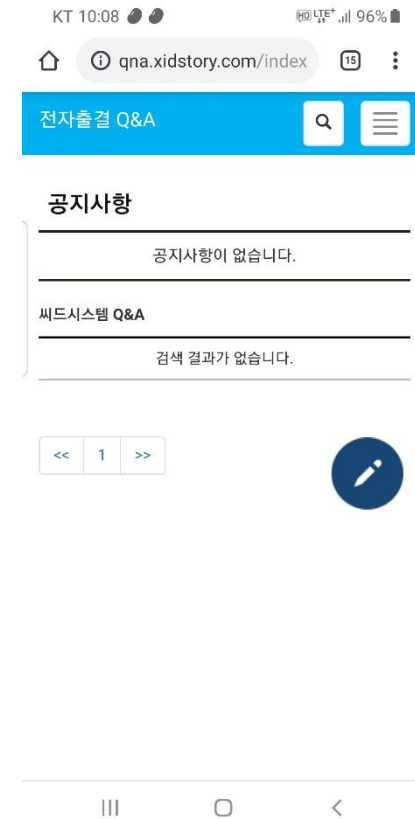 KT 10:08
HD LTE+ 96%
qna.xidstory.com/index
15
전자출결 Q&A
공지사항
공지사항이 없습니다.
씨드시스템 Q&A
검색 결과가 없습니다.
<< 1 >>